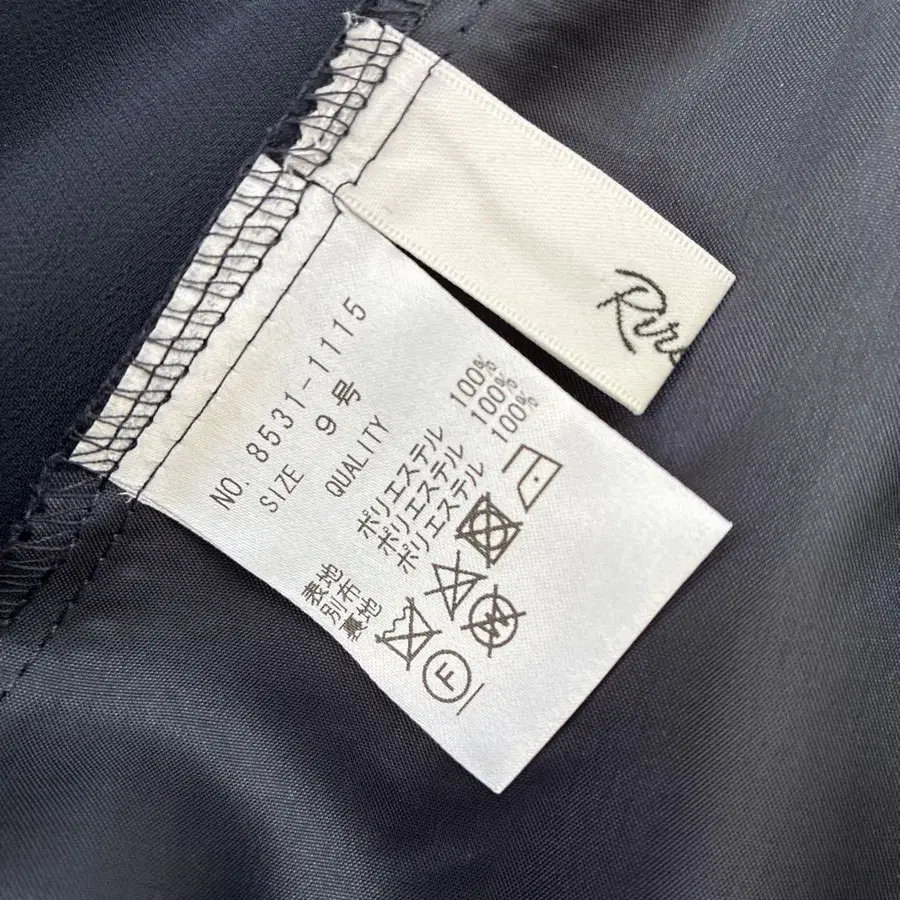 NO. 8531-1115
SIZE 9号
QUALITY
表地 ポリエステル 100%
別布 ポリエステル 100%
裏地 ポリエステル 100%
W
F